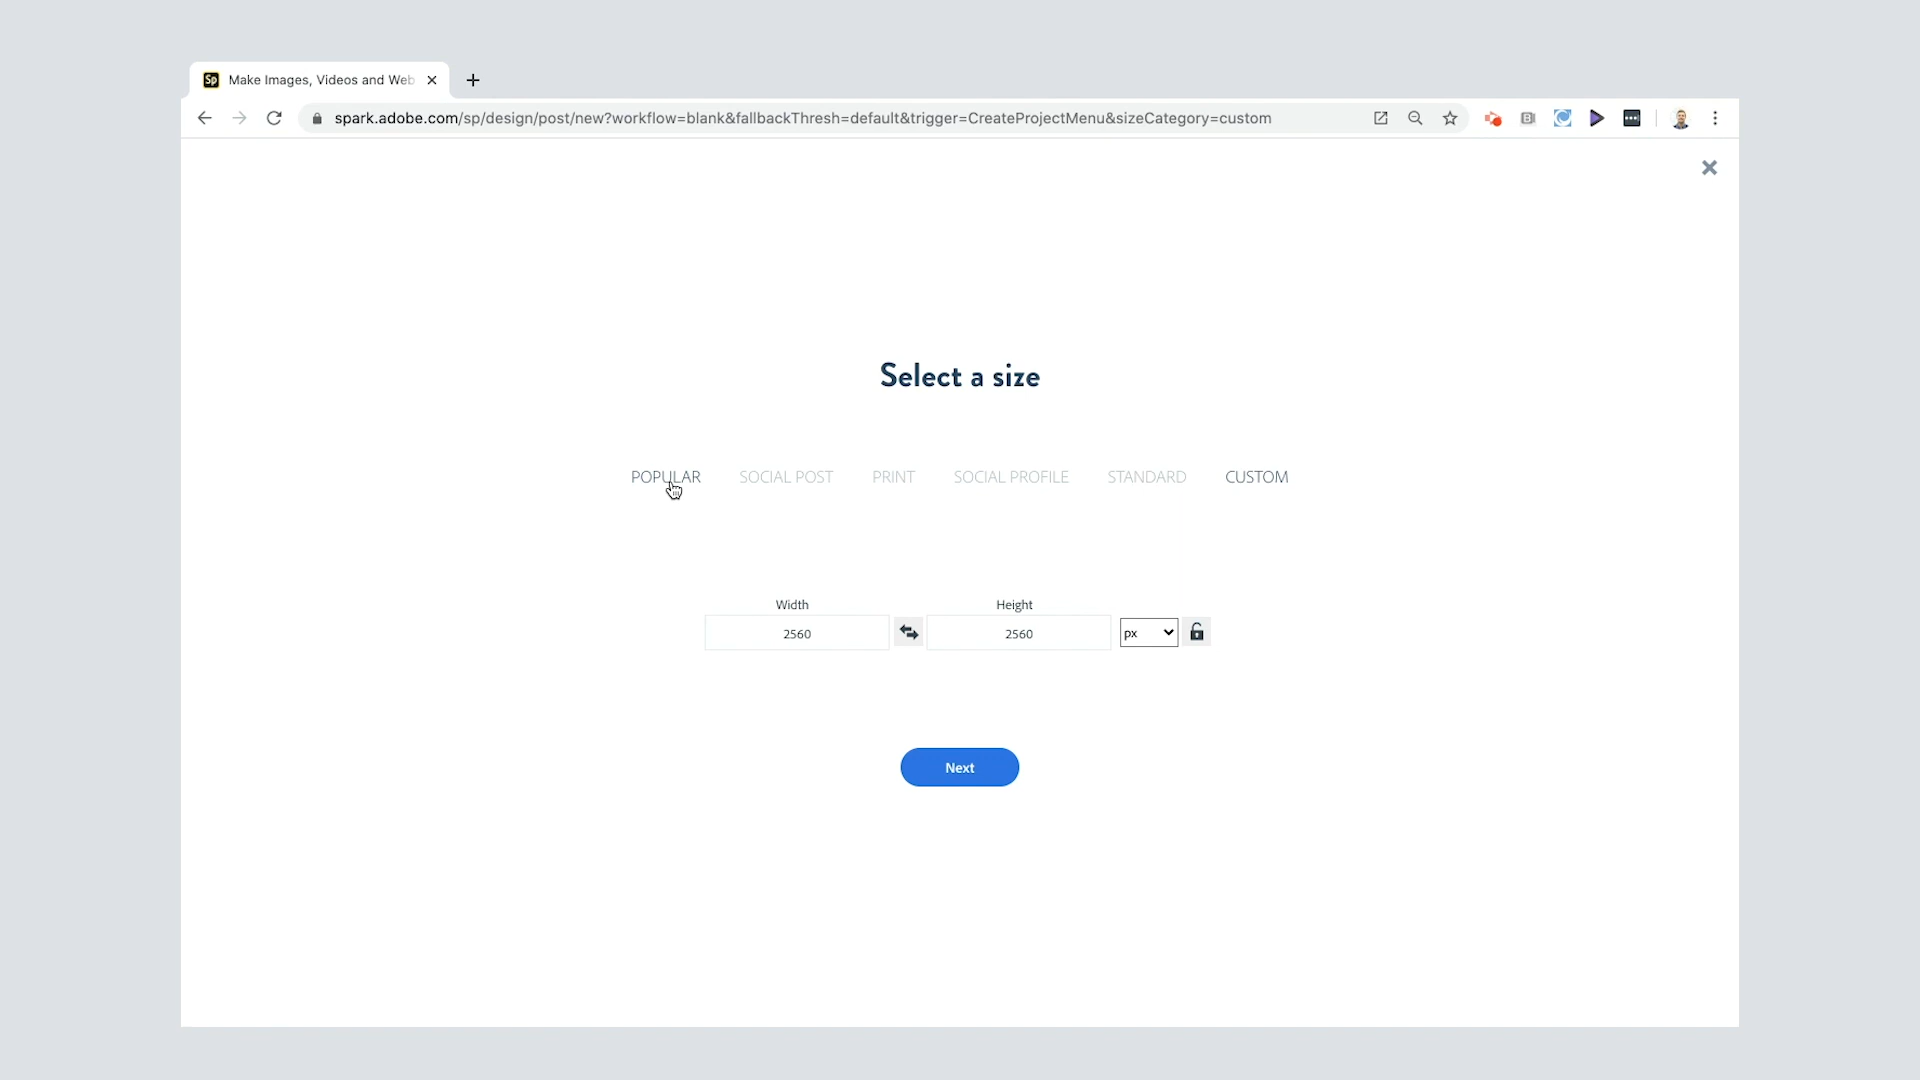 Sp Make Images, Videos and Web
spark.adobe.com/sp/design/post/new?workflow=blank&fallbackThresh=default&trigger=CreateProjectMenu&sizeCategory=custom
Select a size
POPULAR SOCIAL POST PRINT SOCIAL PROFILE STANDARD CUSTOM
Width Height
2560 2560 px
Next